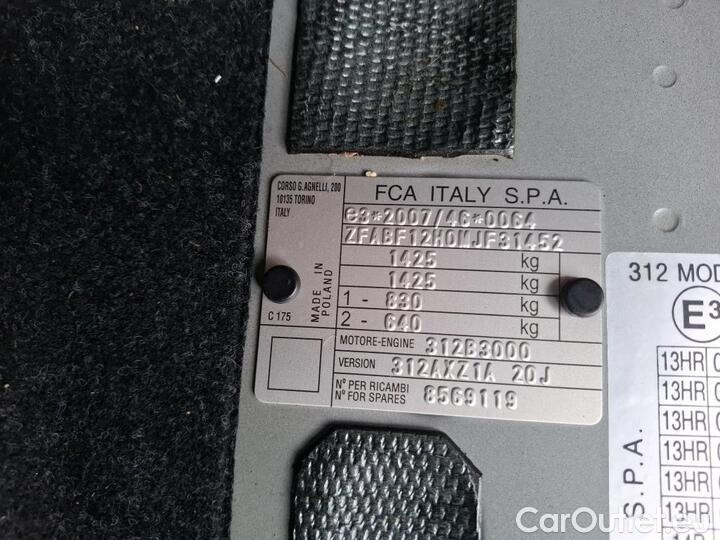 CORSO G. AGNELLI, 200
10135 TORINO
ITALY
FCA ITALY S.P.A.
e3*2007/46*0064
ZFABF12H0MJF31452
1425 kg
1425 kg
1 - 830 kg
2 - 640 kg
MADE IN
POLAND
C 175
MOTORE-ENGINE 312B3000
VERSION 312AXZ1A 20J
N° PER RICAMBI
N° FOR SPARES 8569119
312 MOD
E3
13HR
13HR
13HR
13HR
13HR
13HR
S.P.A.
CarOutlet.eu